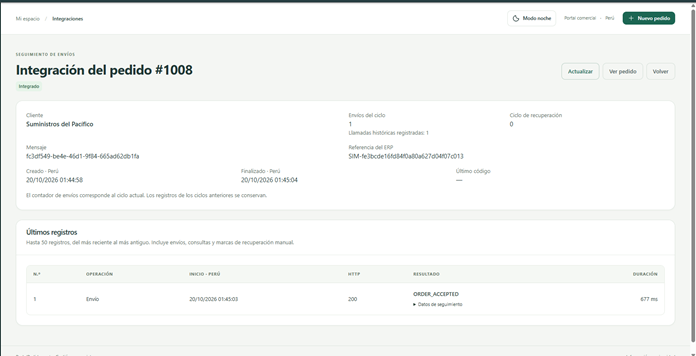 Mi espacio / Integraciones
Modo noche
Portal comercial · Perú
+ Nuevo pedido
SEGUIMIENTO DE ENVÍOS
Integración del pedido #1008
Integrado
Actualizar
Ver pedido
Volver
Cliente
Suministros del Pacífico
Envíos del ciclo
1
Llamadas históricas registradas: 1
Ciclo de recuperación
0
Mensaje
fc3df549-be4e-46d1-9f84-665ad62db1fa
Referencia del ERP
SIM-fe3bcde16fd84f0a80a627d04f07c013
Creado · Perú
20/10/2026 01:44:58
Finalizado · Perú
20/10/2026 01:45:04
Último código
—
El contador de envíos corresponde al ciclo actual. Los registros de los ciclos anteriores se conservan.
Últimos registros
Hasta 50 registros, del más reciente al más antiguo. Incluye envíos, consultas y marcas de recuperación manual.
N.º OPERACIÓN INICIO · PERÚ HTTP RESULTADO DURACIÓN
1 Envío 20/10/2026 01:45:03 200 ORDER_ACCEPTED 677 ms
▸ Datos de seguimiento